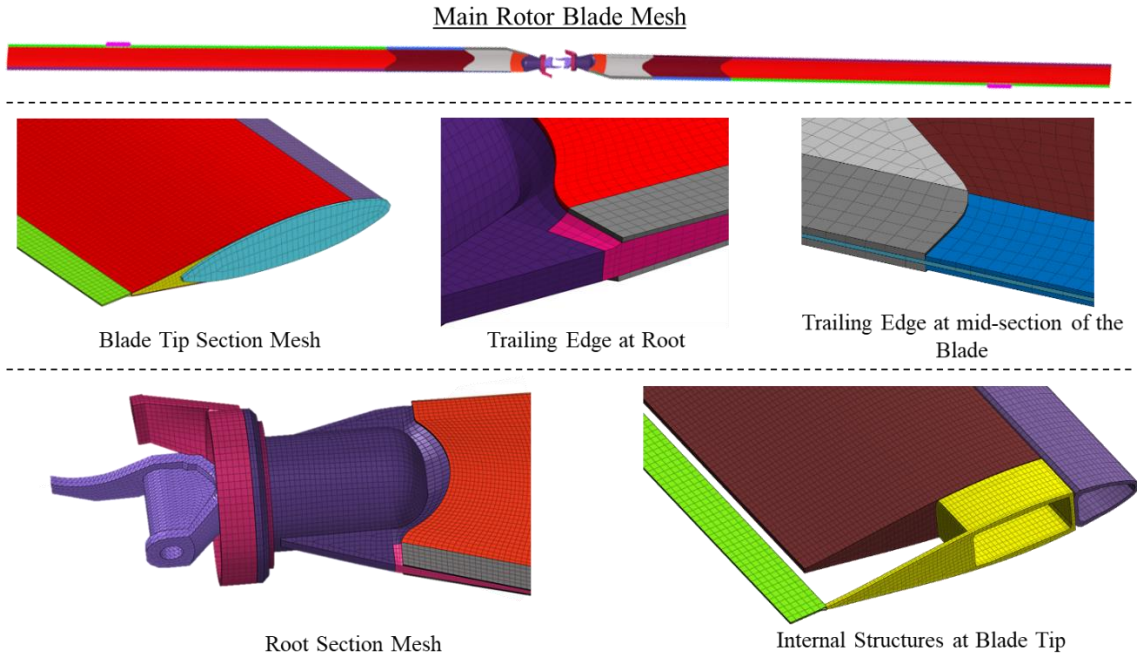 Main Rotor Blade Mesh
Blade Tip Section Mesh
Trailing Edge at Root
Trailing Edge at mid-section of the
Blade
Root Section Mesh
Internal Structures at Blade Tip